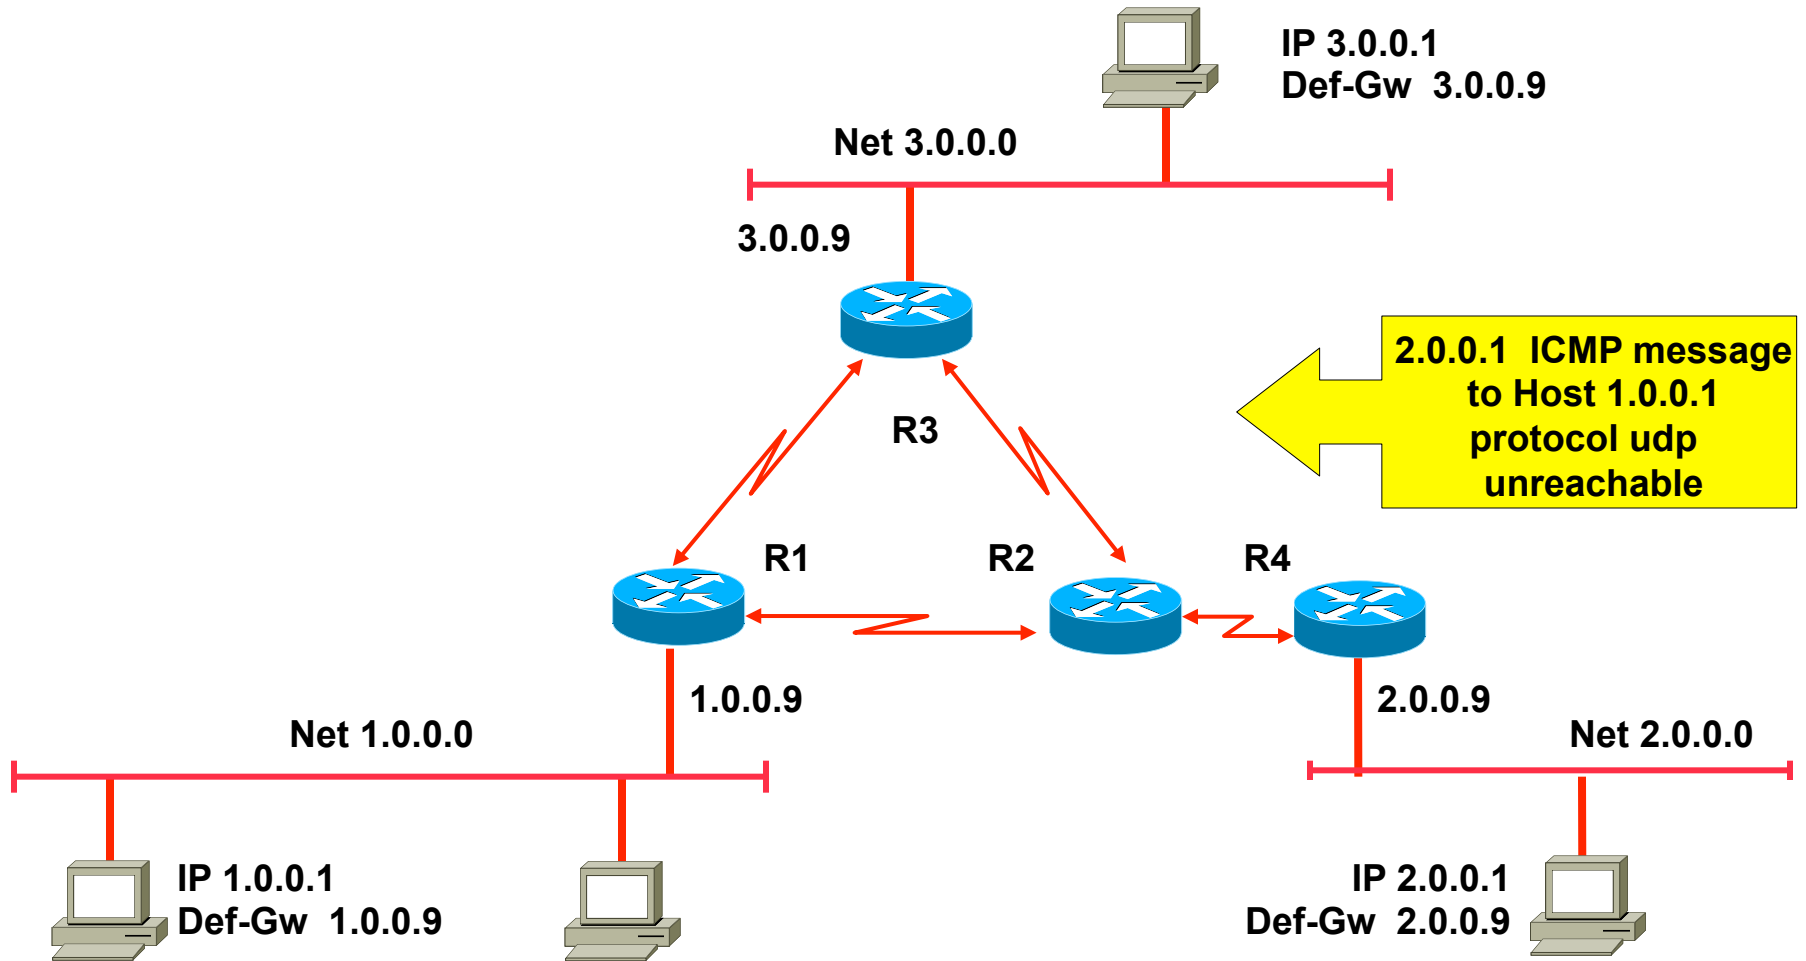 IP 3.0.0.1
Def-Gw 3.0.0.9
Net 3.0.0.0
3.0.0.9
2.0.0.1 ICMP message
to Host 1.0.0.1
protocol udp
unreachable
R3
R1
R2
R4
1.0.0.9
2.0.0.9
Net 1.0.0.0
Net 2.0.0.0
IP 1.0.0.1
Def-Gw 1.0.0.9
IP 2.0.0.1
Def-Gw 2.0.0.9